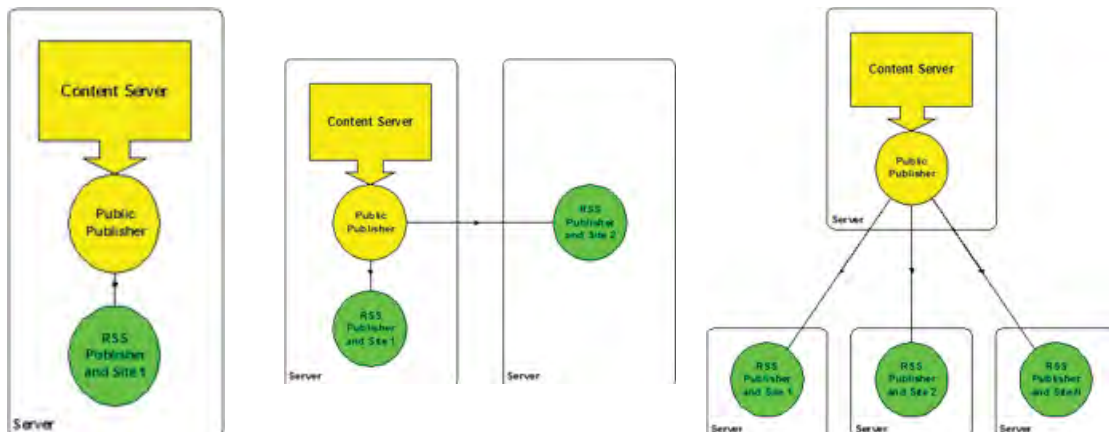 Content Server
Public
Publisher
RSS
Publisher
and Site 1
Server
Content Server
Public
Publisher
RSS
Publisher
and Site 1
Server
RSS
Publisher
and Site 2
Server
Content Server
Public
Publisher
Server
RSS
Publisher
and Site 1
Server
RSS
Publisher
and Site 2
Server
RSS
Publisher
and SiteN
Server